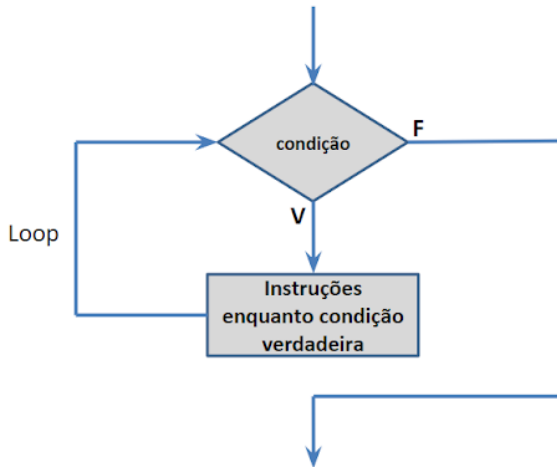 condição
F
V
Loop
Instruções
enquanto condição
verdadeira